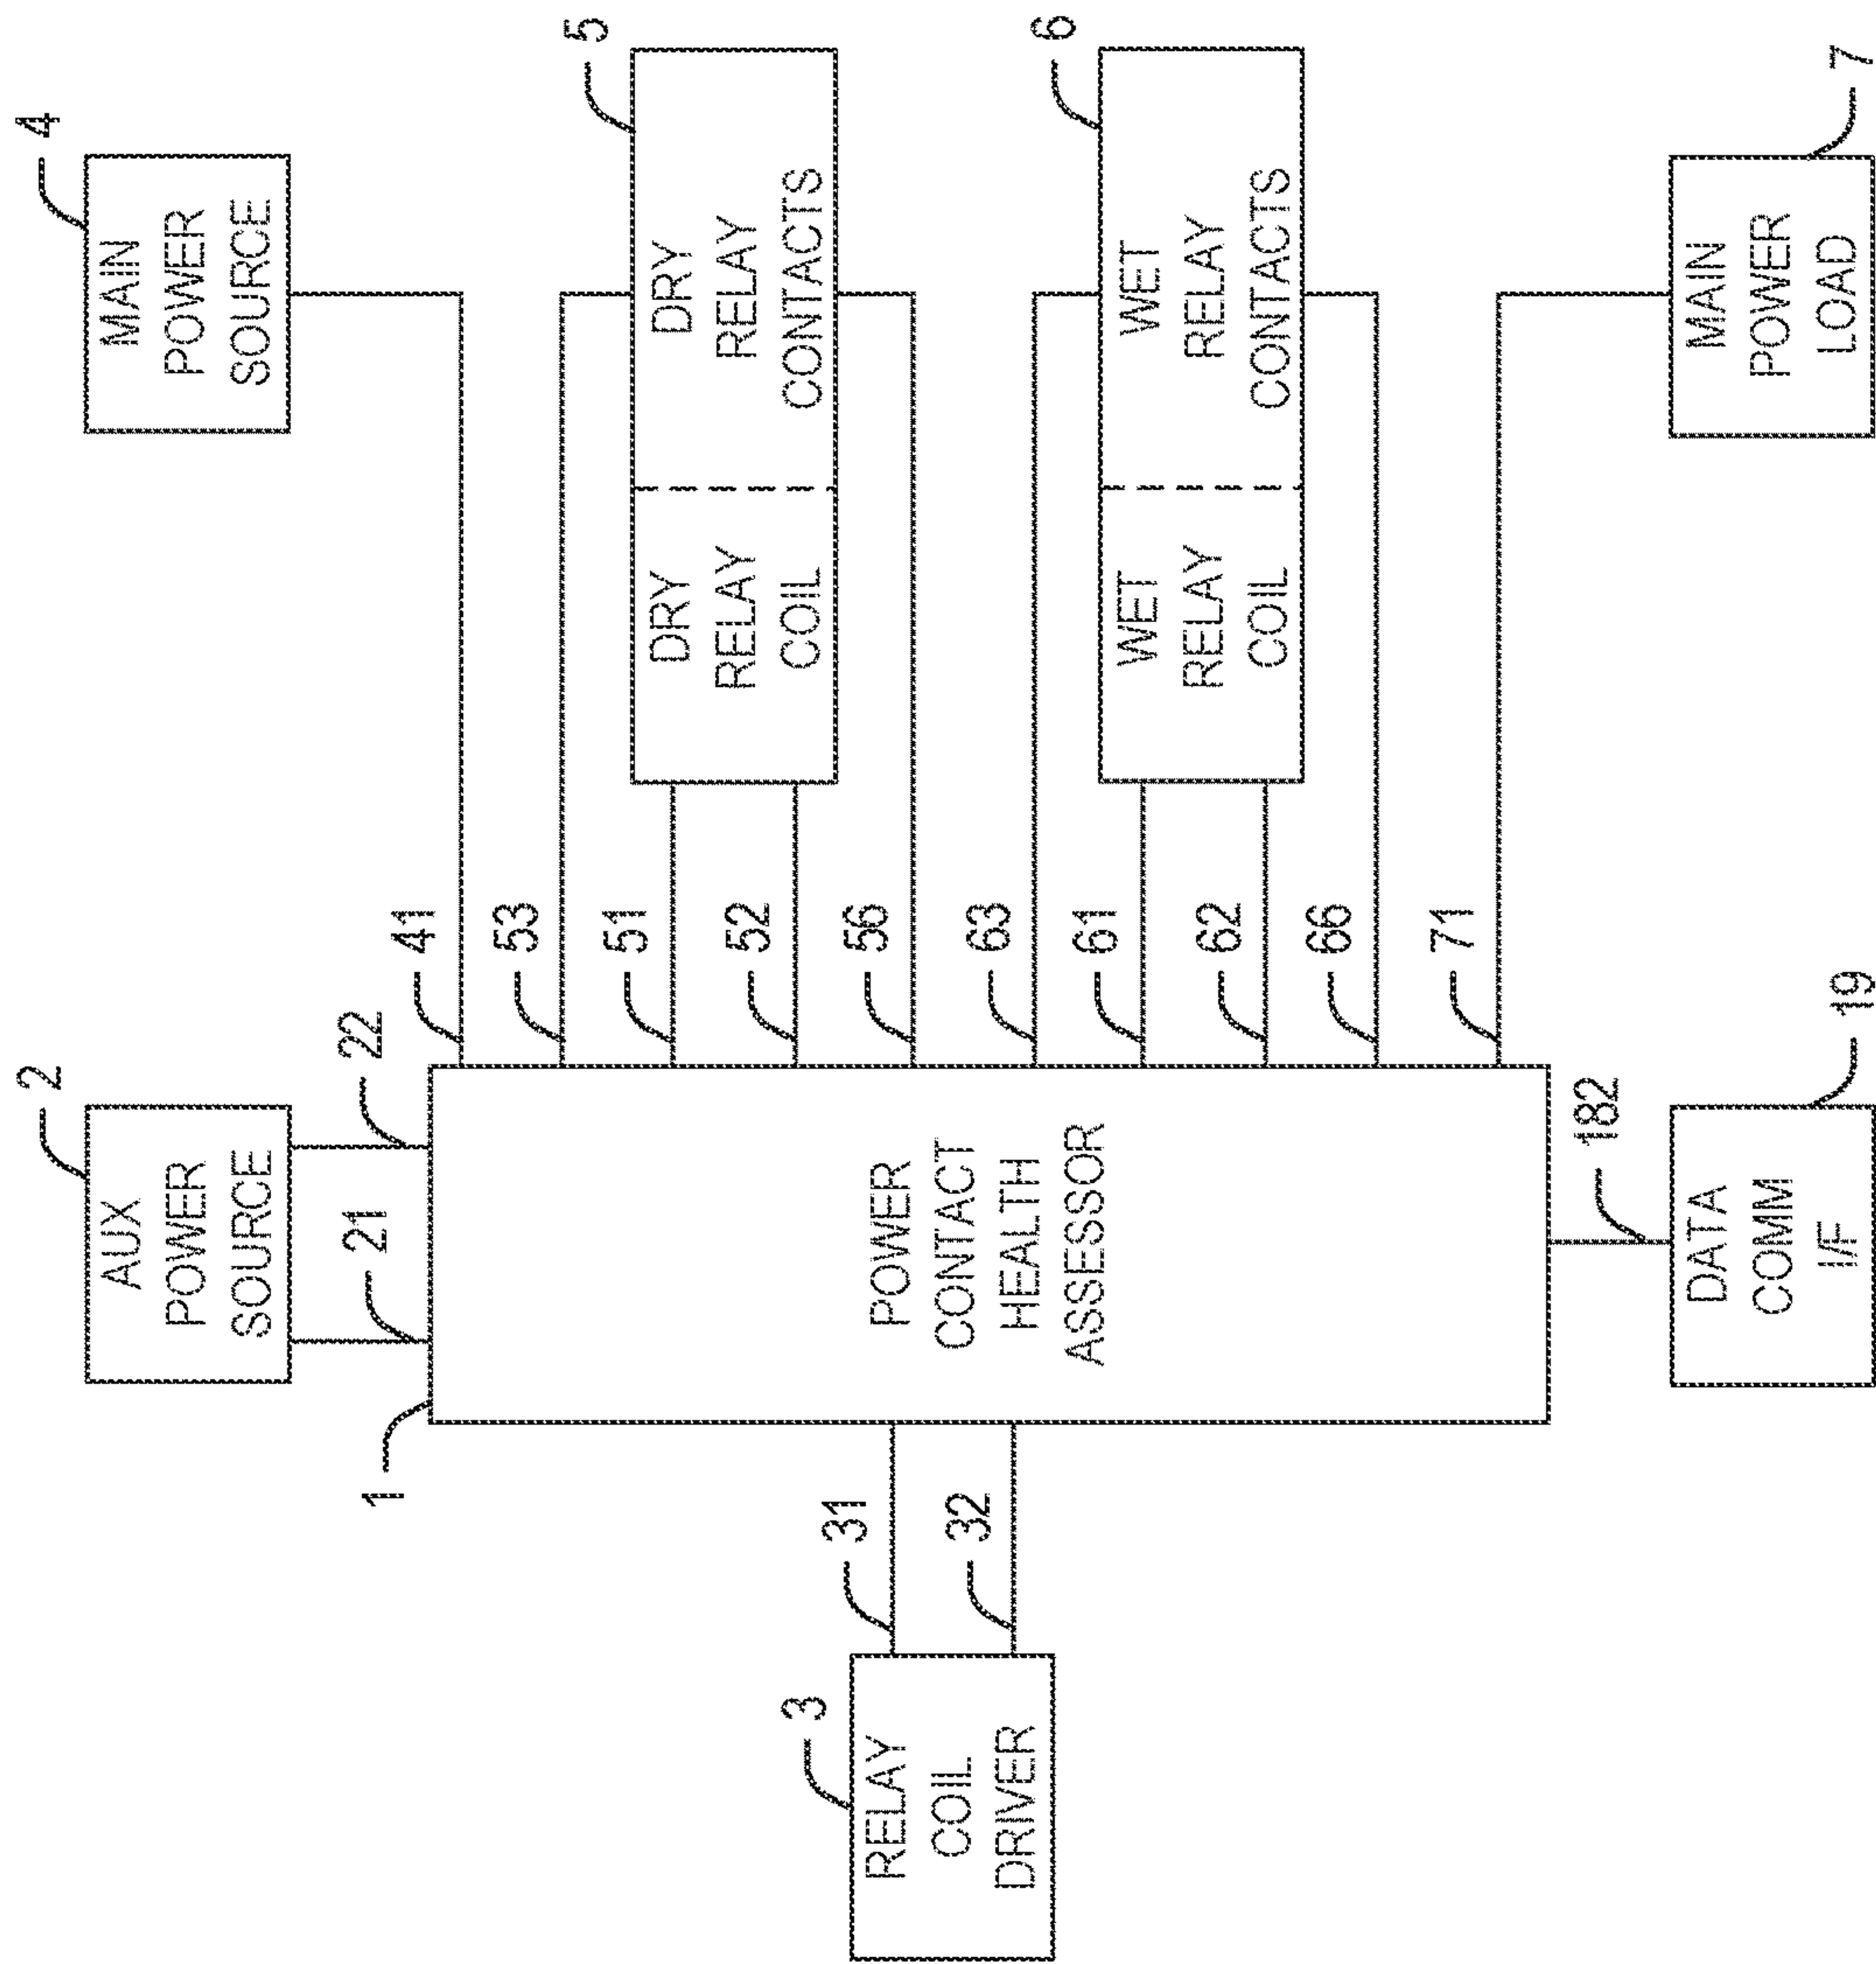 4
MAIN
POWER
SOURCE
5
DRY
RELAY
CONTACTS
DRY
RELAY
COIL
6
WET
RELAY
CONTACTS
WET
RELAY
COIL
7
MAIN
POWER
LOAD
41
53
51
52
56
63
61
62
66
71
2
AUX
POWER
SOURCE
22
21
1
POWER
CONTACT
HEALTH
ASSESSOR
182
19
DATA
COMM
I/F
31
32
3
RELAY
COIL
DRIVER